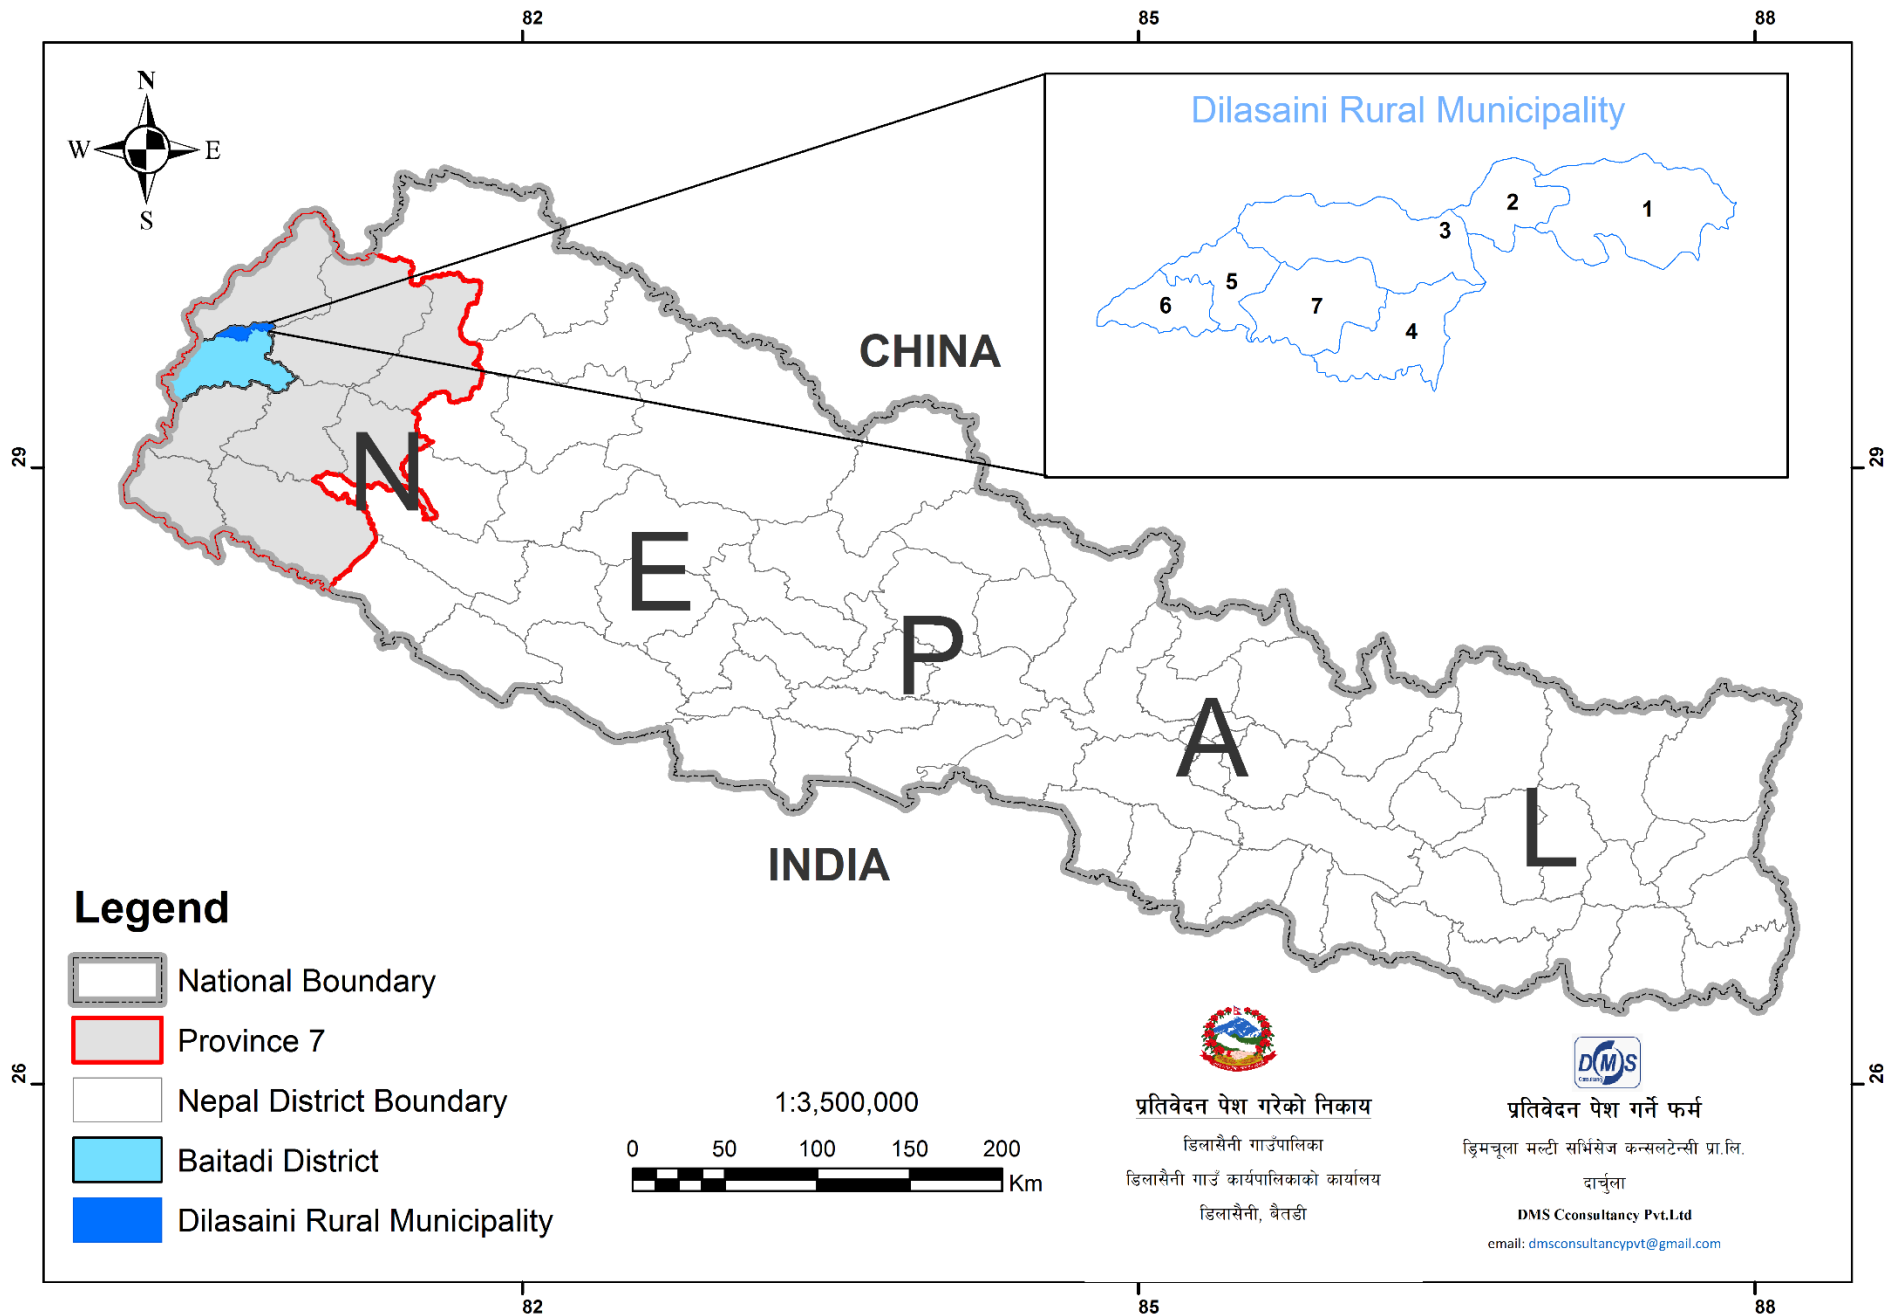 82 85 88
N
W E
S
Dilasaini Rural Municipality
2 1
3
5
6 7
4
CHINA
29 29
N
E
P
A
L
INDIA
Legend
National Boundary
Province 7
Nepal District Boundary
Baitadi District
Dilasaini Rural Municipality
26 26
1:3,500,000
0 50 100 150 200
Km
प्रतिवेदन पेश गरेको निकाय
डिलासैनी गाउँपालिका
डिलासैनी गाउँ कार्यपालिकाको कार्यालय
डिलासैनी, बैतडी
DMS
प्रतिवेदन पेश गर्ने फर्म
ड्रिमचूला मल्टी सर्भिसेज कन्सलटेन्सी प्रा.लि.
दार्चुला
DMS Cconsultancy Pvt.Ltd
email: dmsconsultancypvt@gmail.com
82 85 88